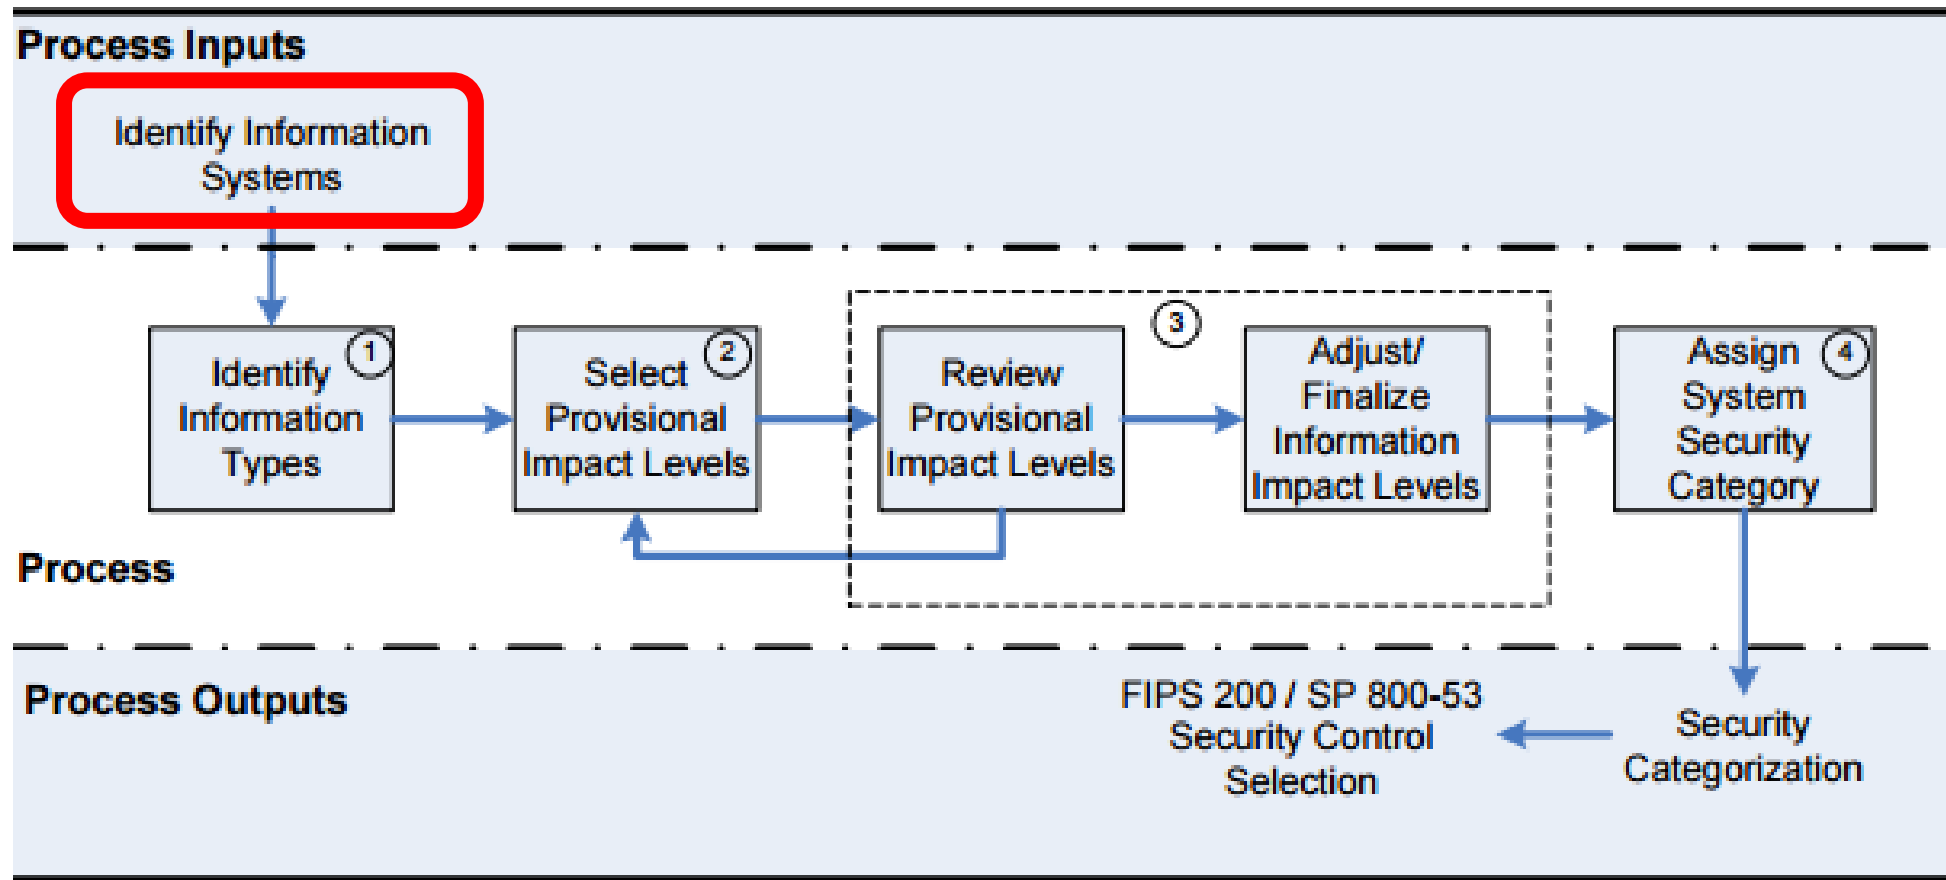 Process Inputs
Identify Information
Systems
1
Identify
Information
Types
2
Select
Provisional
Impact Levels
3
Review
Provisional
Impact Levels
Adjust/
Finalize
Information
Impact Levels
4
Assign
System
Security
Category
Process
Process Outputs
FIPS 200 / SP 800-53
Security Control
Selection
Security
Categorization